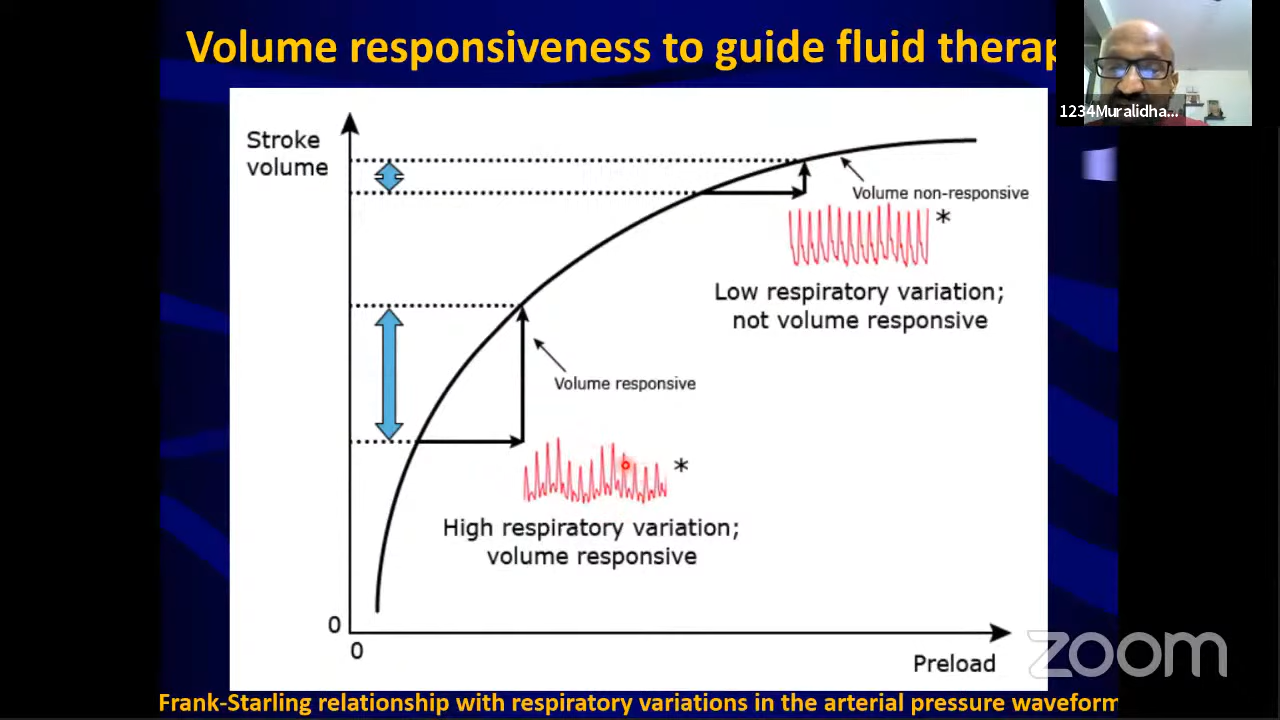 Volume responsiveness to guide fluid therap
1234Muralidha...
Stroke
volume
Volume non-responsive
*
Low respiratory variation;
not volume responsive
Volume responsive
*
High respiratory variation;
volume responsive
0
0
Preload
zoom
Frank-Starling relationship with respiratory variations in the arterial pressure waveform